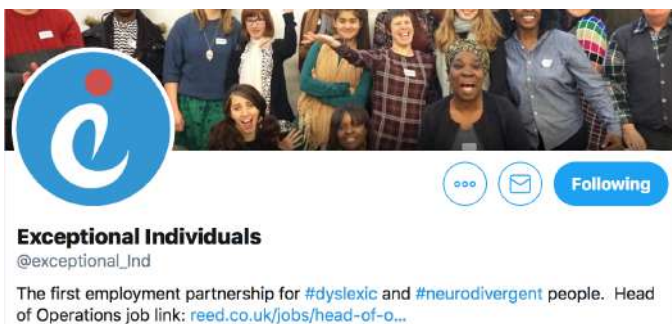 Following
Exceptional Individuals
@exceptional_Ind
The first employment partnership for #dyslexic and #neurodivergent people. Head
of Operations job link: reed.co.uk/jobs/head-of-o...